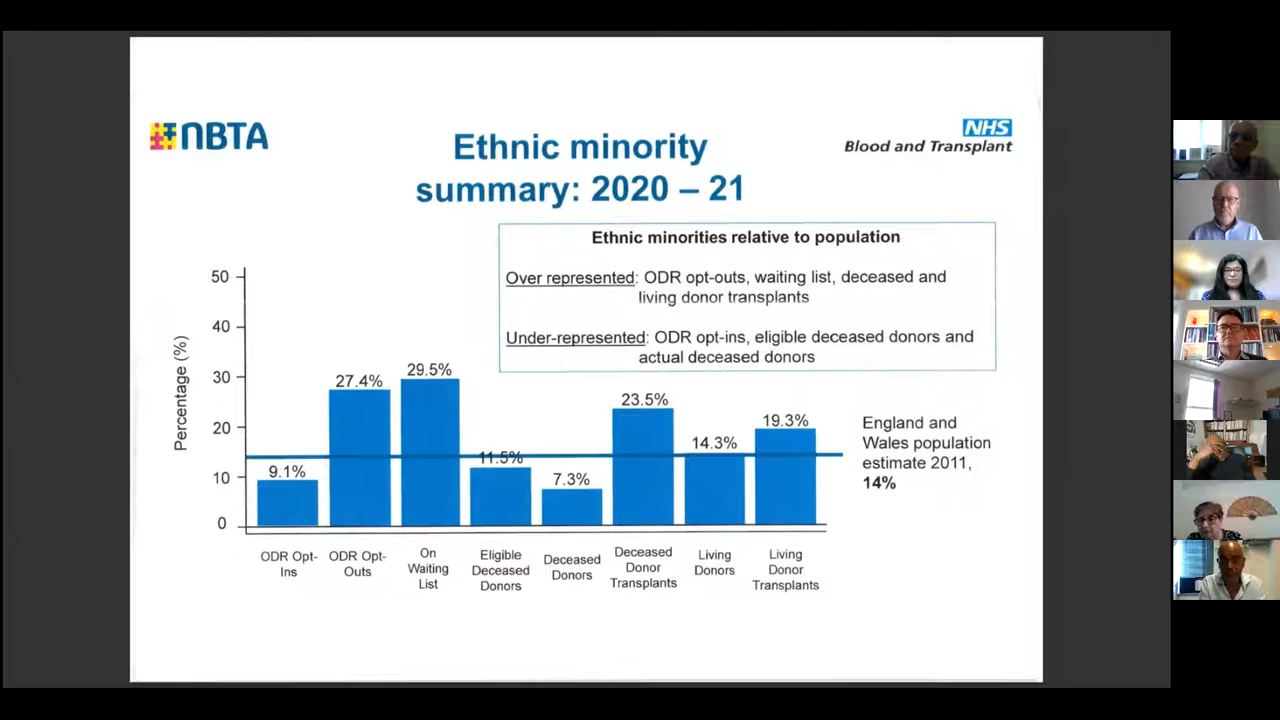 NBTA
NHS
Blood and Transplant
Ethnic minority
summary: 2020 – 21
Ethnic minorities relative to population
Over represented: ODR opt-outs, waiting list, deceased and
living donor transplants
Under-represented: ODR opt-ins, eligible deceased donors and
actual deceased donors
Percentage (%)
50
40
30
20
10
0
9.1%
27.4%
29.5%
11.5%
7.3%
23.5%
14.3%
19.3%
England and
Wales population
estimate 2011,
14%
ODR Opt-
Ins
ODR Opt-
Outs
On
Waiting
List
Eligible
Deceased
Donors
Deceased
Donors
Deceased
Donor
Transplants
Living
Donors
Living
Donor
Transplants